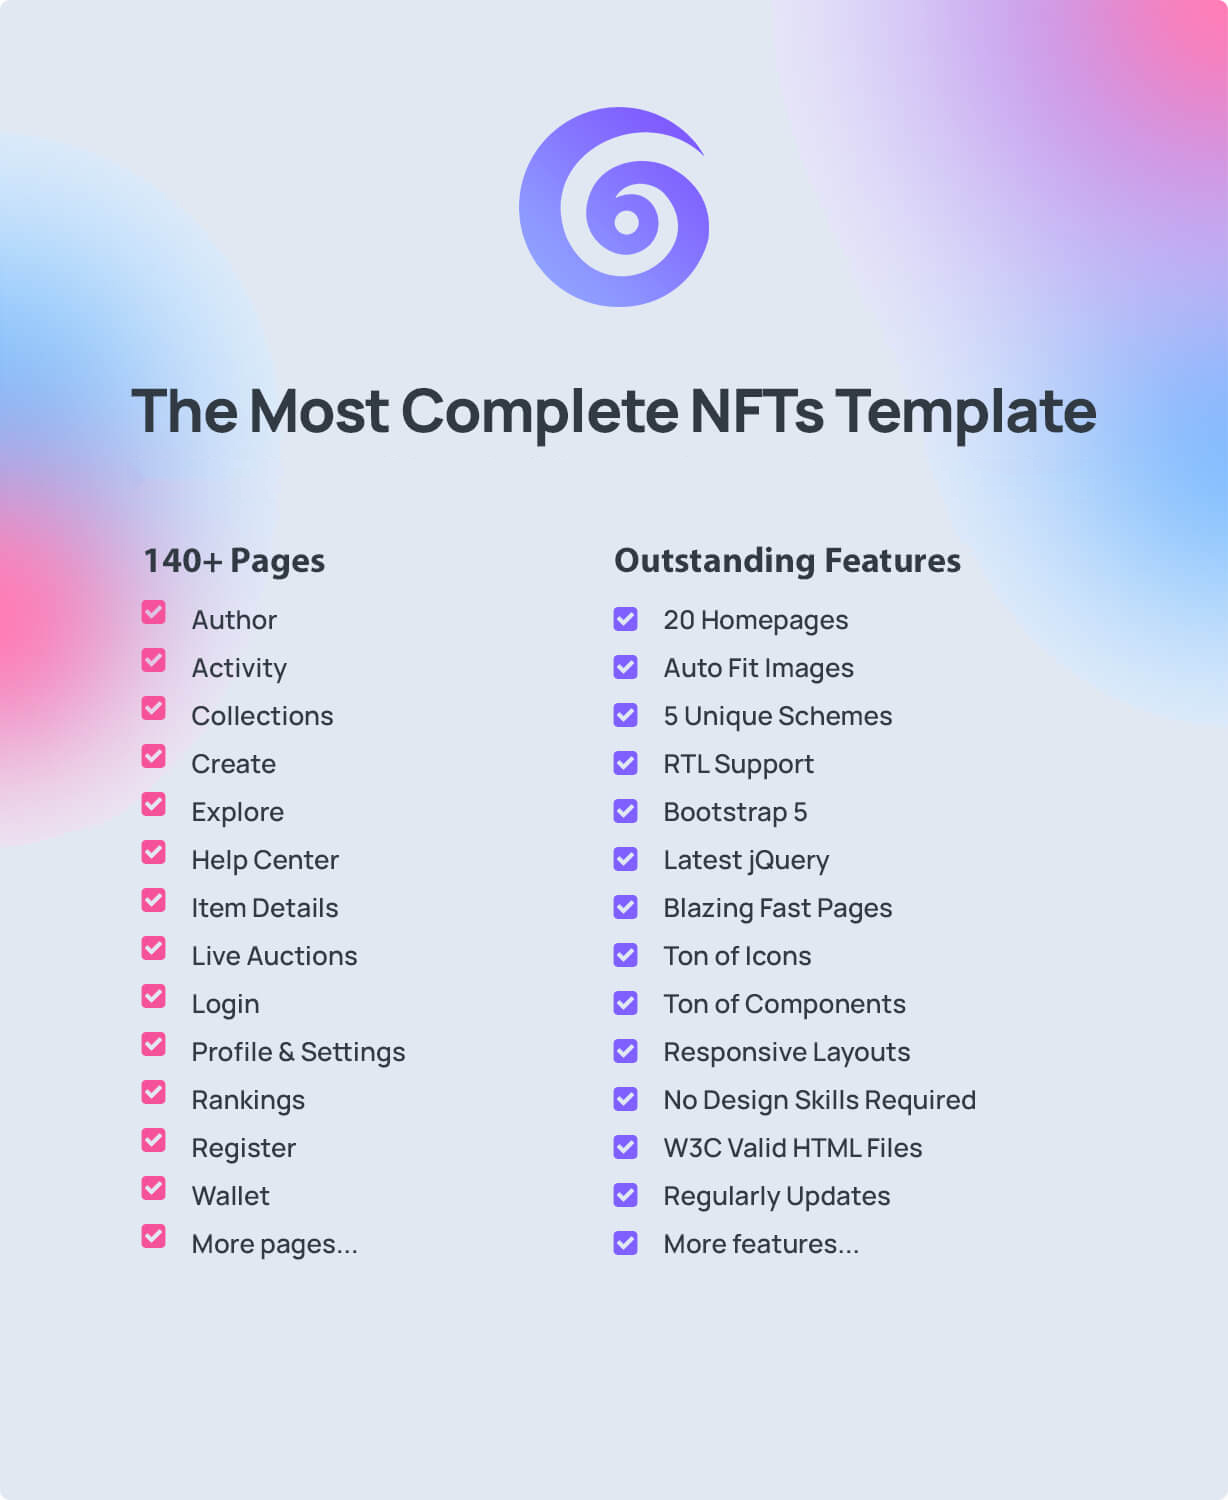 The Most Complete NFTs Template
140+ Pages
Author
Activity
Collections
Create
Explore
Help Center
Item Details
Live Auctions
Login
Profile & Settings
Rankings
Register
Wallet
More pages...
Outstanding Features
20 Homepages
Auto Fit Images
5 Unique Schemes
RTL Support
Bootstrap 5
Latest jQuery
Blazing Fast Pages
Ton of Icons
Ton of Components
Responsive Layouts
No Design Skills Required
W3C Valid HTML Files
Regularly Updates
More features...